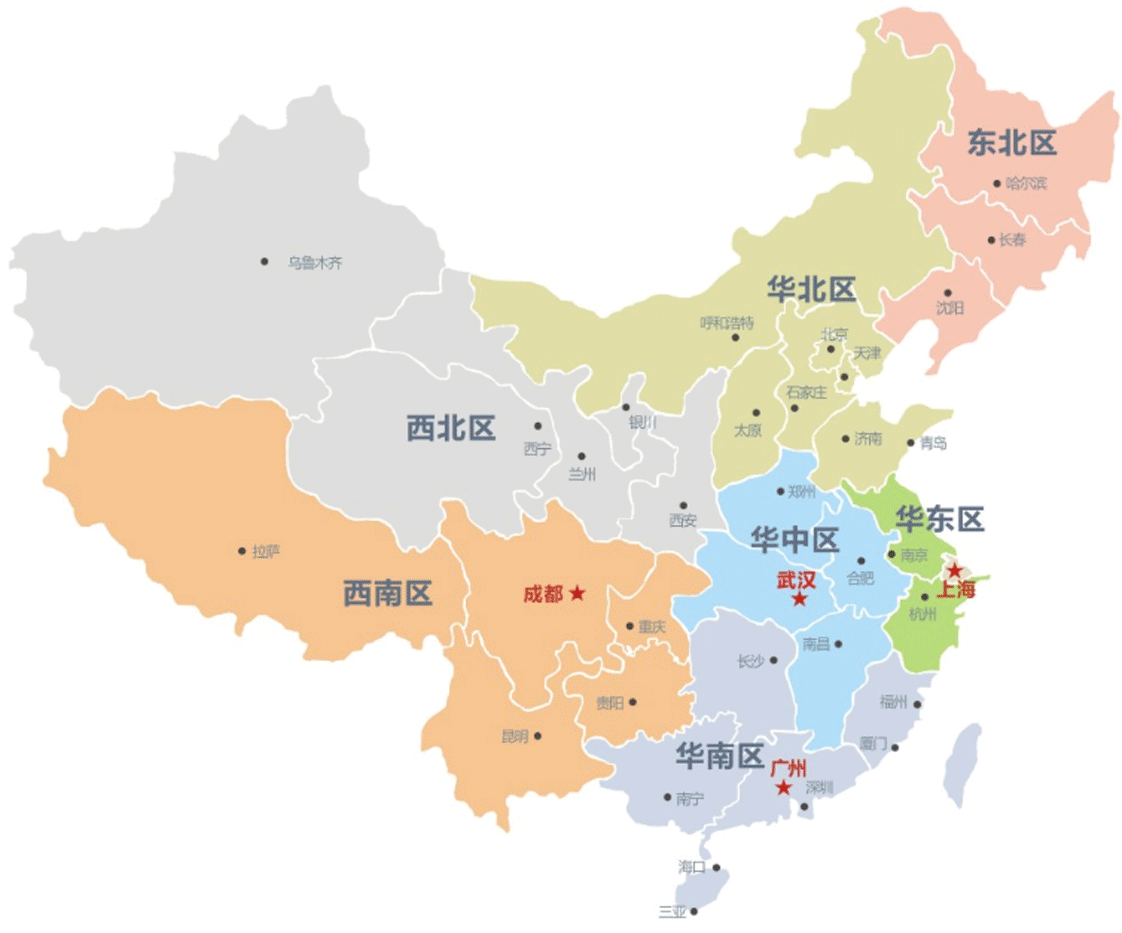 东北区
哈尔滨
长春
乌鲁木齐
华北区
沈阳
呼和浩特
北京
天津
石家庄
西北区
银川
太原
济南
青岛
西宁
兰州
郑州
西安
华东区
华中区
南京
拉萨
合肥
西南区
成都
武汉
上海
杭州
重庆
南昌
长沙
贵阳
福州
昆明
厦门
华南区
广州
深圳
南宁
海口
三亚